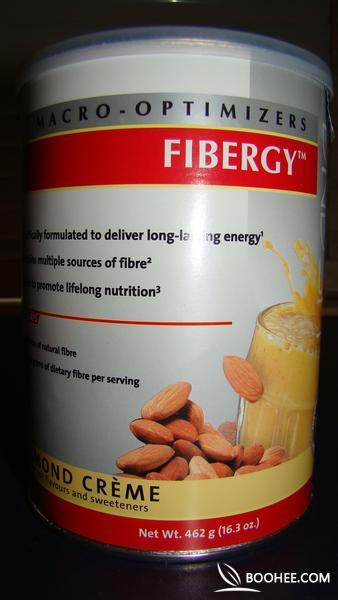 MACRO-OPTIMIZERS
FIBERGY™
formulated to deliver long-lasting energy¹
multiple sources of fibre²
to promote lifelong nutrition³
of natural fibre
of dietary fibre per serving
MOND CRÈME
flavours and sweeteners
Net Wt. 462 g (16.3 oz.)
BOOHEE.COM